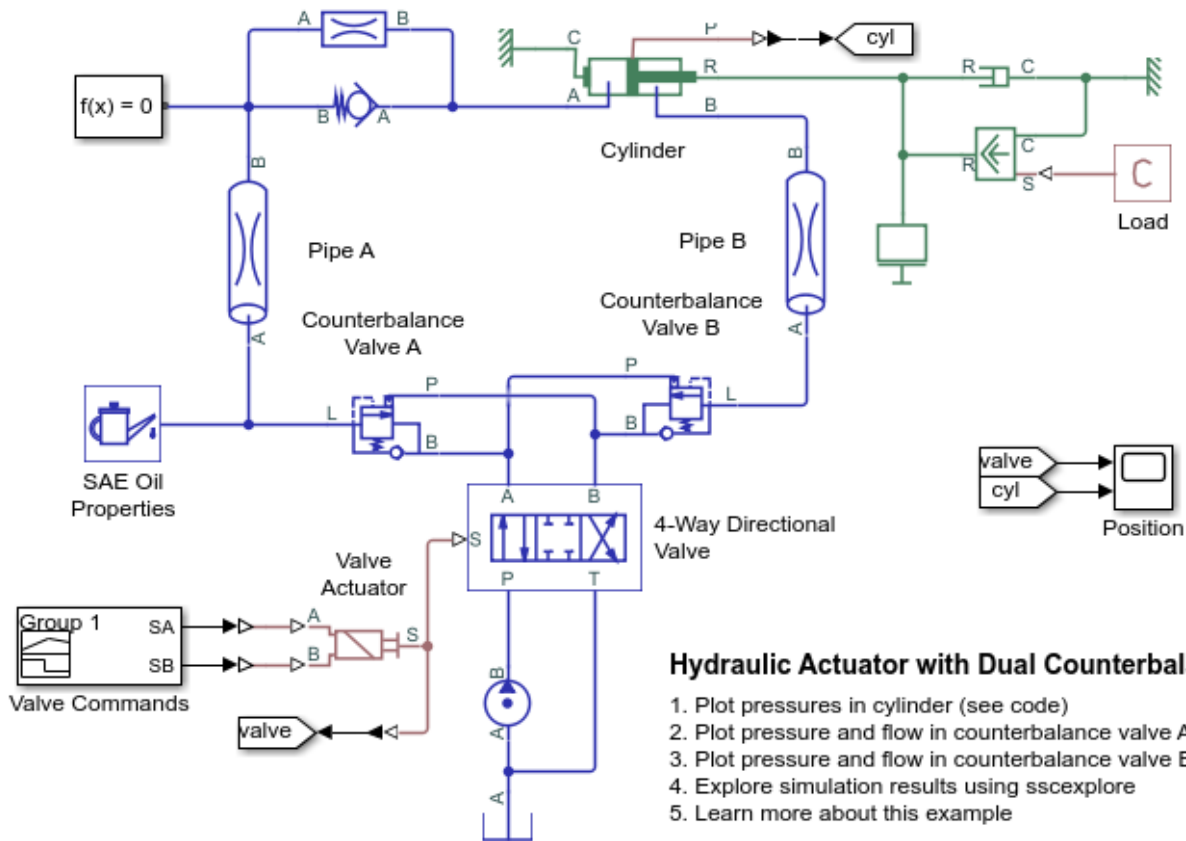 A
B
C
P
cyl
f(x) = 0
B
A
A
R
B
R
C
Cylinder
B
B
R
C
S
C
Load
Pipe A
Pipe B
Counterbalance
Valve A
Counterbalance
Valve B
A
A
P
P
L
B
B
L
SAE Oil
Properties
A
B
S
P
T
4-Way Directional
Valve
valve
cyl
Position
Valve
Actuator
Group 1
SA
SB
A
B
S
Valve Commands
valve
B
A
A
Hydraulic Actuator with Dual Counterbal
1. Plot pressures in cylinder (see code)
2. Plot pressure and flow in counterbalance valve A
3. Plot pressure and flow in counterbalance valve B
4. Explore simulation results using sscexplore
5. Learn more about this example